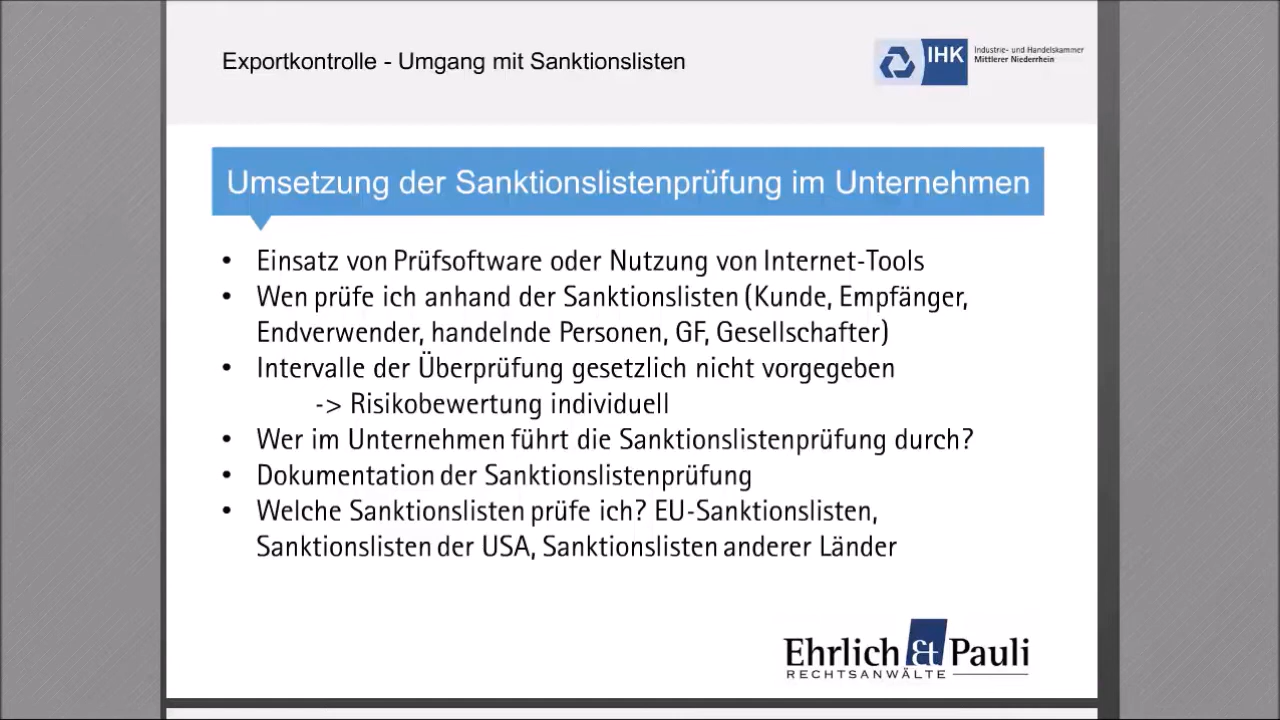 Exportkontrolle - Umgang mit Sanktionslisten
IHK
Industrie- und Handelskammer
Mittlerer Niederrhein
Umsetzung der Sanktionslistenprüfung im Unternehmen
• Einsatz von Prüfsoftware oder Nutzung von Internet-Tools
• Wen prüfe ich anhand der Sanktionslisten (Kunde, Empfänger,
Endverwender, handelnde Personen, GF, Gesellschafter)
• Intervalle der Überprüfung gesetzlich nicht vorgegeben
-> Risikobewertung individuell
• Wer im Unternehmen führt die Sanktionslistenprüfung durch?
• Dokumentation der Sanktionslistenprüfung
• Welche Sanktionslisten prüfe ich? EU-Sanktionslisten,
Sanktionslisten der USA, Sanktionslisten anderer Länder
Ehrlich & Pauli
RECHTSANWÄLTE